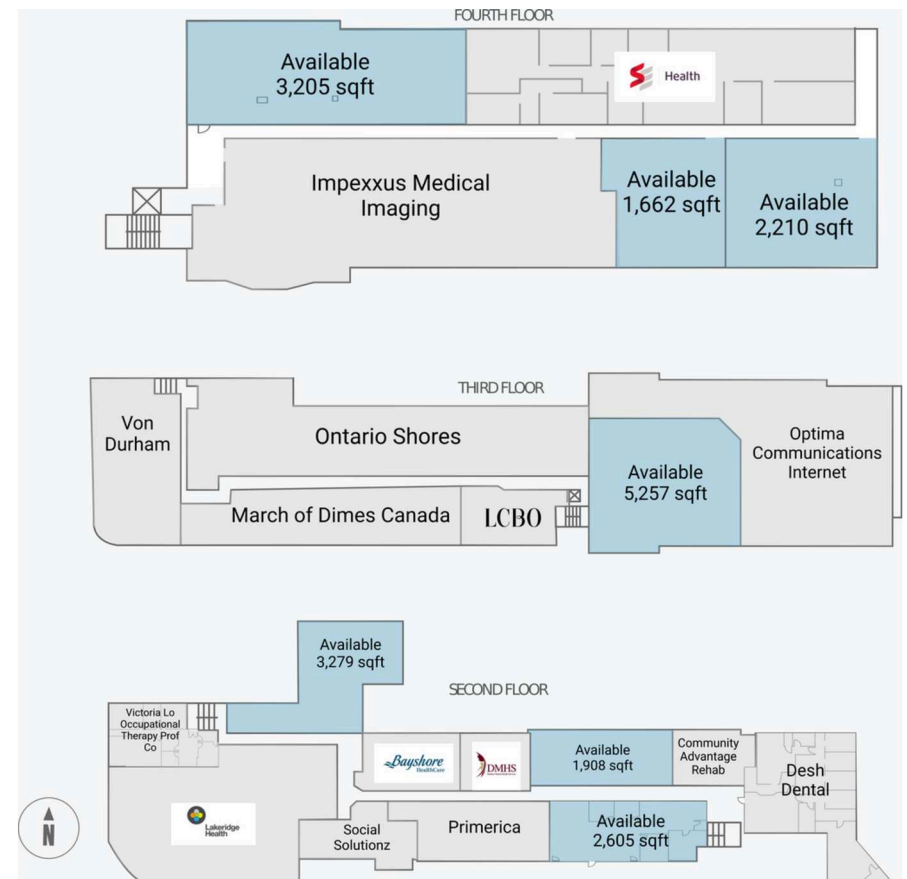 FOURTH FLOOR
Available
3,205 sqft
SE Health
Impexxus Medical
Imaging
Available
1,662 sqft
Available
2,210 sqft
THIRD FLOOR
Von
Durham
Ontario Shores
March of Dimes Canada
LCBO
Available
5,257 sqft
Optima
Communications
Internet
SECOND FLOOR
Available
3,279 sqft
Victoria Lo
Occupational
Therapy Prof
Co
Bayshore
HealthCare
DMHS
Available
1,908 sqft
Community
Advantage
Rehab
Desh
Dental
Lakeridge
Health
Social
Solutionz
Primerica
Available
2,605 sqft
N